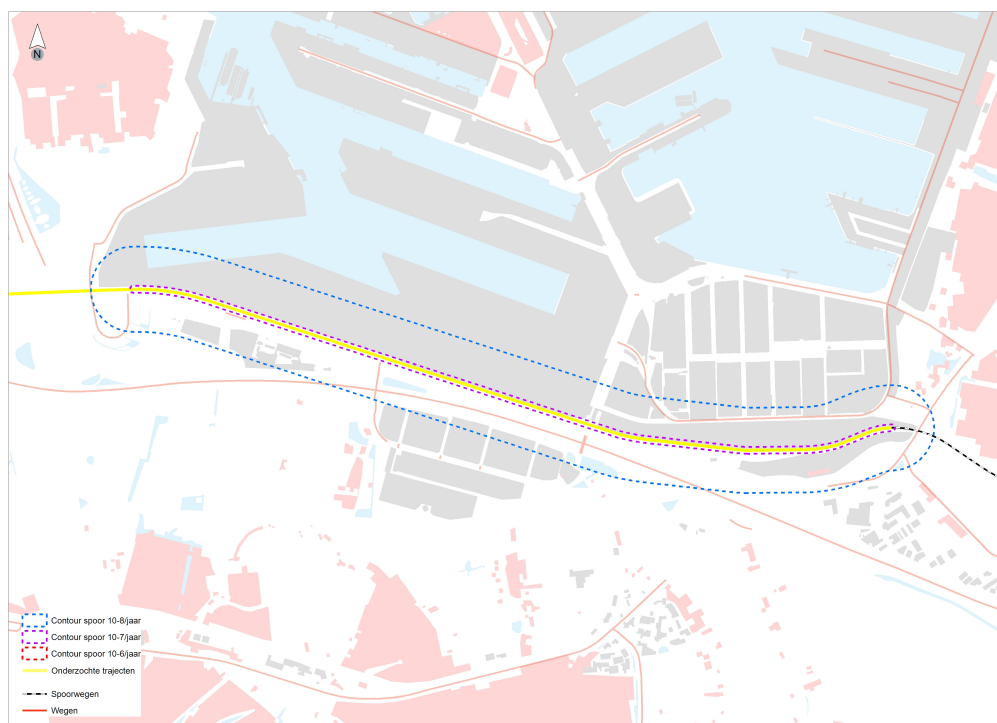 N
Contour spoor 10-8/jaar
Contour spoor 10-7/jaar
Contour spoor 10-6/jaar
Onderzochte trajecten
Spoorwegen
Wegen